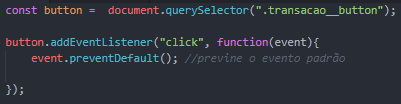 const button =  document.querySelector(".transacao__button");
button.addEventListener("click", function(event){
    event.preventDefault(); //previne o evento padrão
});